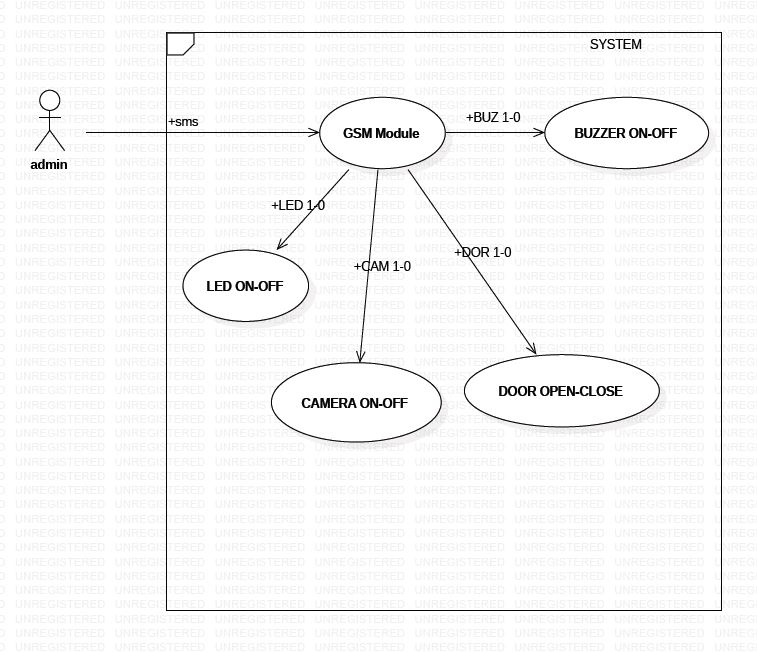 SYSTEM
+sms
+BUZ 1-0
GSM Module
BUZZER ON-OFF
admin
+LED 1-0
+DOR 1-0
+CAM 1-0
LED ON-OFF
DOOR OPEN-CLOSE
CAMERA ON-OFF
UNREGISTERED